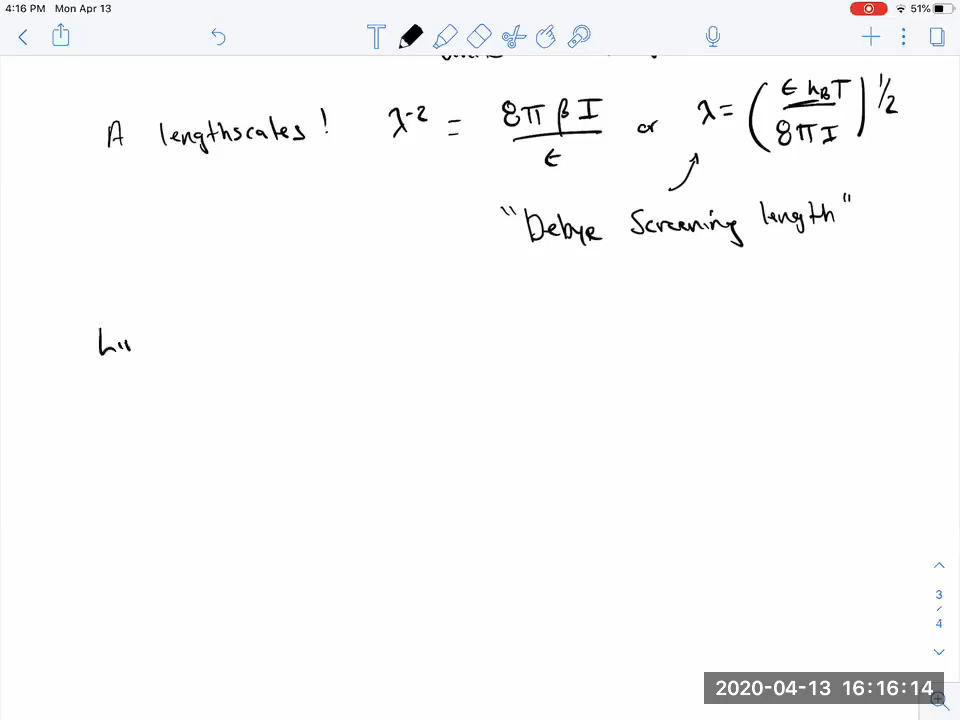 4:16 PM Mon Apr 13
51%
A lengthscales! λ⁻² = 8π β I / ϵ or λ = (ϵ k_B T / 8π I)^1/2
"Debye Screening length"
3
/
4
2020-04-13 16:16:14